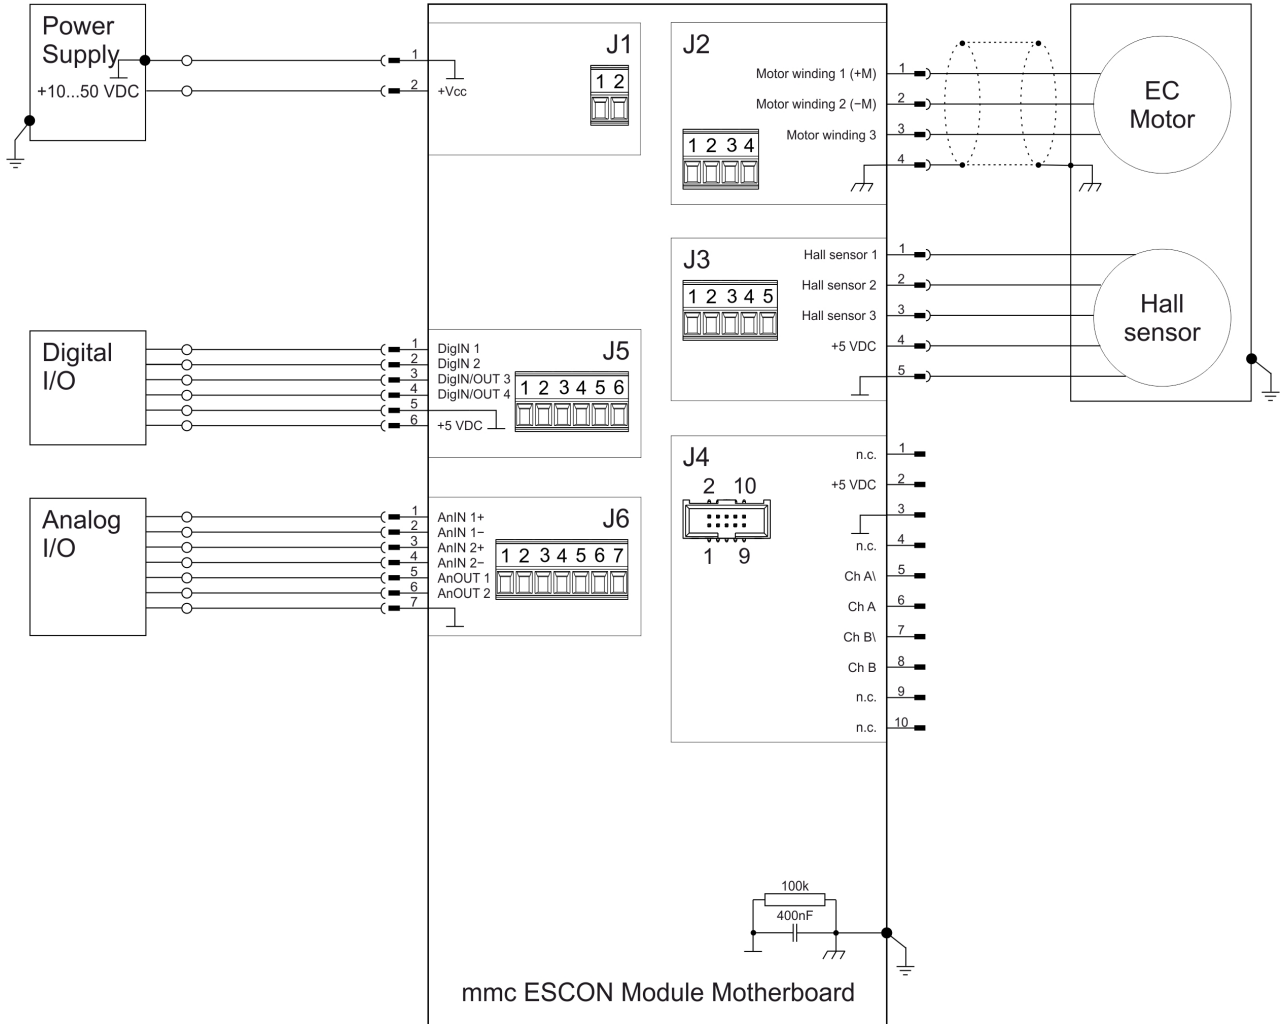 Power
Supply
+10...50 VDC
1
2
+Vcc
J1
1 2
J2
Motor winding 1 (+M)
1
Motor winding 2 (−M)
2
Motor winding 3
3
4
1 2 3 4
EC
Motor
J3
Hall sensor 1
1
Hall sensor 2
2
Hall sensor 3
3
+5 VDC
4
5
1 2 3 4 5
Hall
sensor
Digital
I/O
1
DigIN 1
2
DigIN 2
3
DigIN/OUT 3
4
DigIN/OUT 4
5
6
+5 VDC
J5
1 2 3 4 5 6
Analog
I/O
1
AnIN 1+
2
AnIN 1−
3
AnIN 2+
4
AnIN 2−
5
AnOUT 1
6
AnOUT 2
7
J6
1 2 3 4 5 6 7
J4
2 10
1 9
n.c.
1
+5 VDC
2
3
n.c.
4
Ch A\
5
Ch A
6
Ch B\
7
Ch B
8
n.c.
9
n.c.
10
100k
400nF
mmc ESCON Module Motherboard